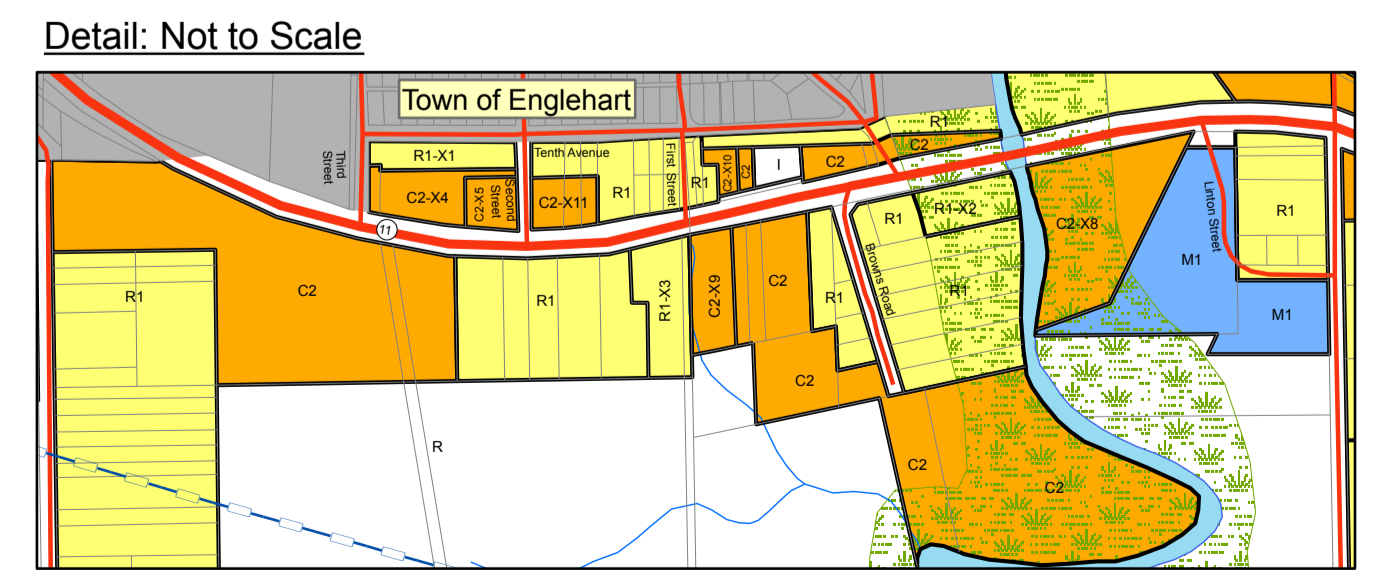 Detail: Not to Scale
Town of Englehart
R1
Third
Street
R1-X1
Tenth Avenue
First Street
C2
C2-X10
C2
I
C2
C2-X4
C2-X5
Second
Street
C2-X11
R1
R1
R1-X2
R1
C2-X8
Linton Street
R1
11
Browns Road
M1
R1
C2
R1
R1-X3
C2-X9
C2
R1
R1
M1
C2
R
C2
C2